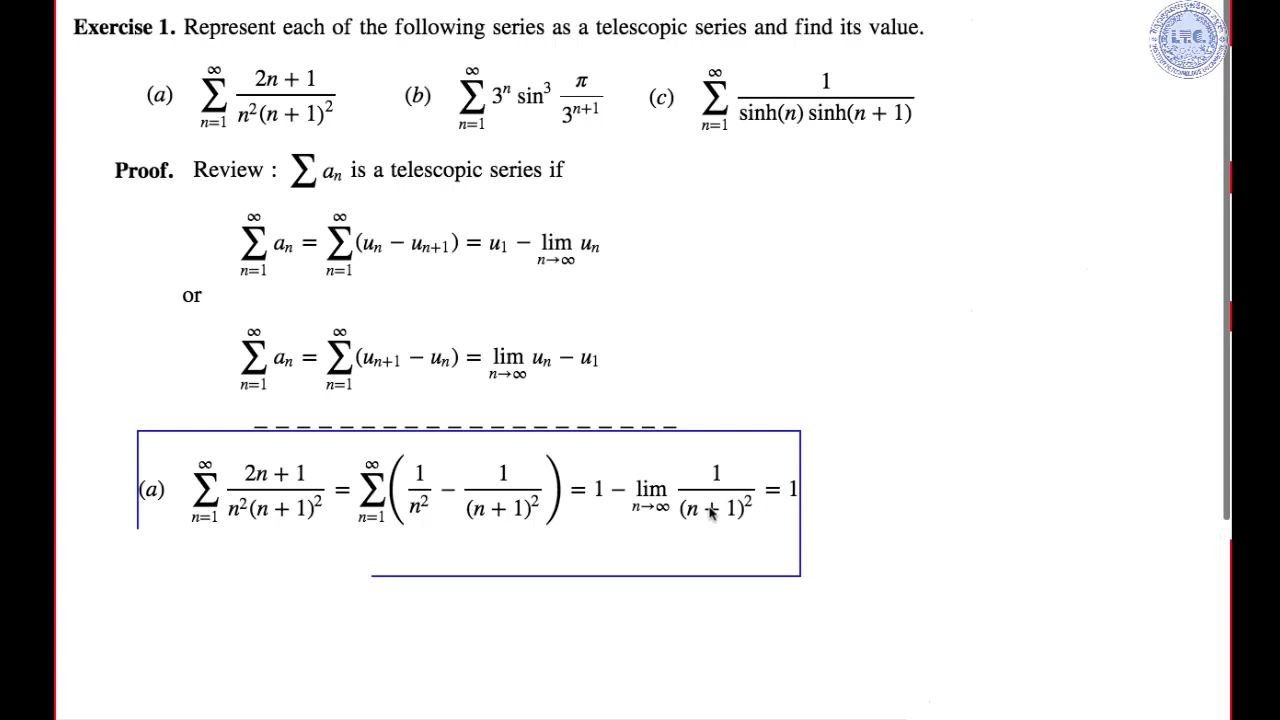 Exercise 1. Represent each of the following series as a telescopic series and find its value.
(a) ∑_{n=1}^{∞} (2n + 1)/(n²(n + 1)²) (b) ∑_{n=1}^{∞} 3ⁿ sin³ π/3ⁿ⁺¹ (c) ∑_{n=1}^{∞} 1/(sinh(n) sinh(n + 1))
Proof. Review : ∑ aₙ is a telescopic series if
∑_{n=1}^{∞} aₙ = ∑_{n=1}^{∞} (uₙ − uₙ₊₁) = u₁ − lim_{n→∞} uₙ
or
∑_{n=1}^{∞} aₙ = ∑_{n=1}^{∞} (uₙ₊₁ − uₙ) = lim_{n→∞} uₙ − u₁
(a) ∑_{n=1}^{∞} (2n + 1)/(n²(n + 1)²) = ∑_{n=1}^{∞} (1/n² − 1/(n + 1)²) = 1 − lim_{n→∞} 1/(n + 1)² = 1